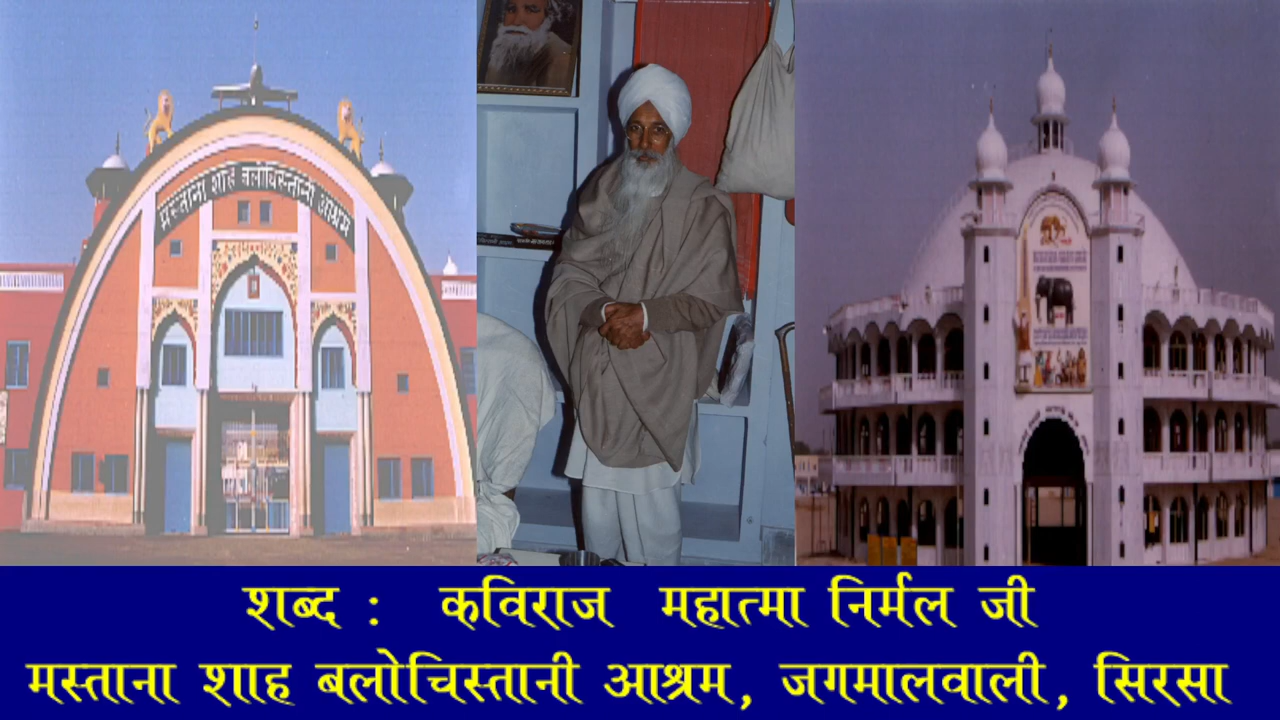 मस्ताना शाह बलोचिस्तानी आश्रम
शब्द : कविराज महात्मा निर्मल जी
मस्ताना शाह बलोचिस्तानी आश्रम, जगमालवाली, सिरसा